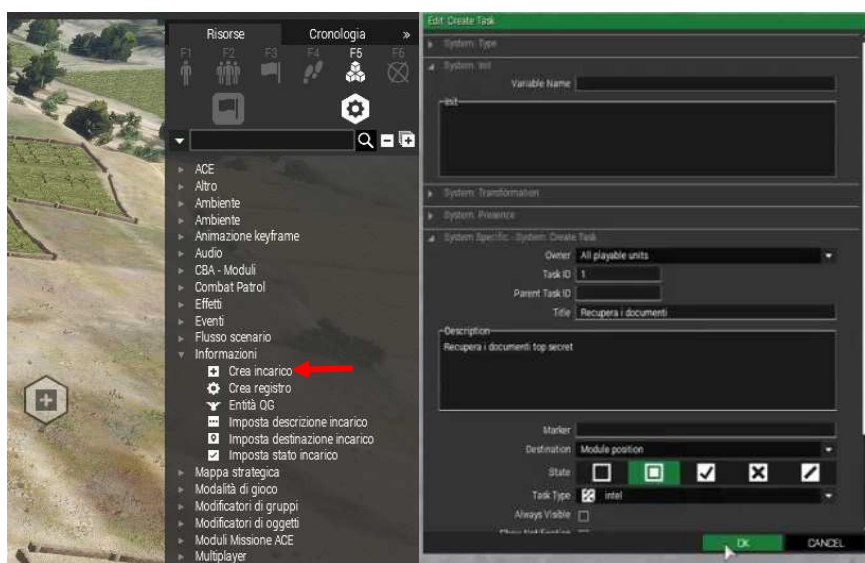 Risorse
Cronologia
»
F1
F2
F3
F4
F5
F6
ACE
Altro
Ambiente
Ambiente
Animazione keyframe
Audio
CBA - Moduli
Combat Patrol
Effetti
Eventi
Flusso scenario
Informazioni
Crea incarico
Crea registro
Entità QG
Imposta descrizione incarico
Imposta destinazione incarico
Imposta stato incarico
Mappa strategica
Modalità di gioco
Modificatori di gruppi
Modificatori di oggetti
Moduli Missione ACE
Multiplayer
Edit Create Task
System: Type
System: Init
Variable Name
Init
System: Transformation
System: Presence
System Specific - System: Create Task
Owner All playable units
Task ID 1
Parent Task ID
Title Recupera i documenti
Description
Recupera i documenti top secret
Marker
Destination Module position
State
Task Type intel
Always Visible
Show Notification
OK CANCEL